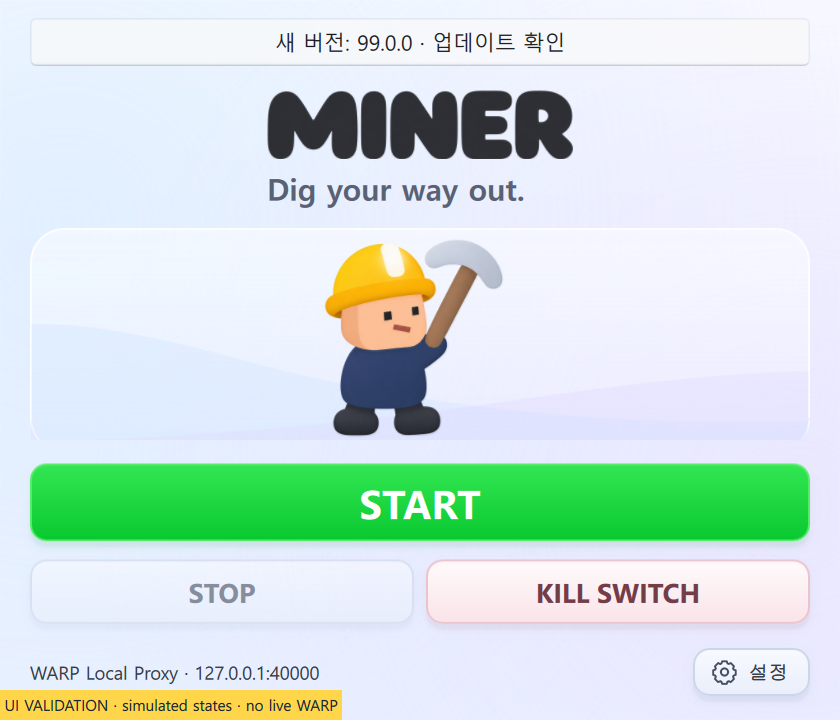 새 버전: 99.0.0 · 업데이트 확인
MINER
Dig your way out.
START
STOP
KILL SWITCH
WARP Local Proxy · 127.0.0.1:40000
설정
UI VALIDATION · simulated states · no live WARP